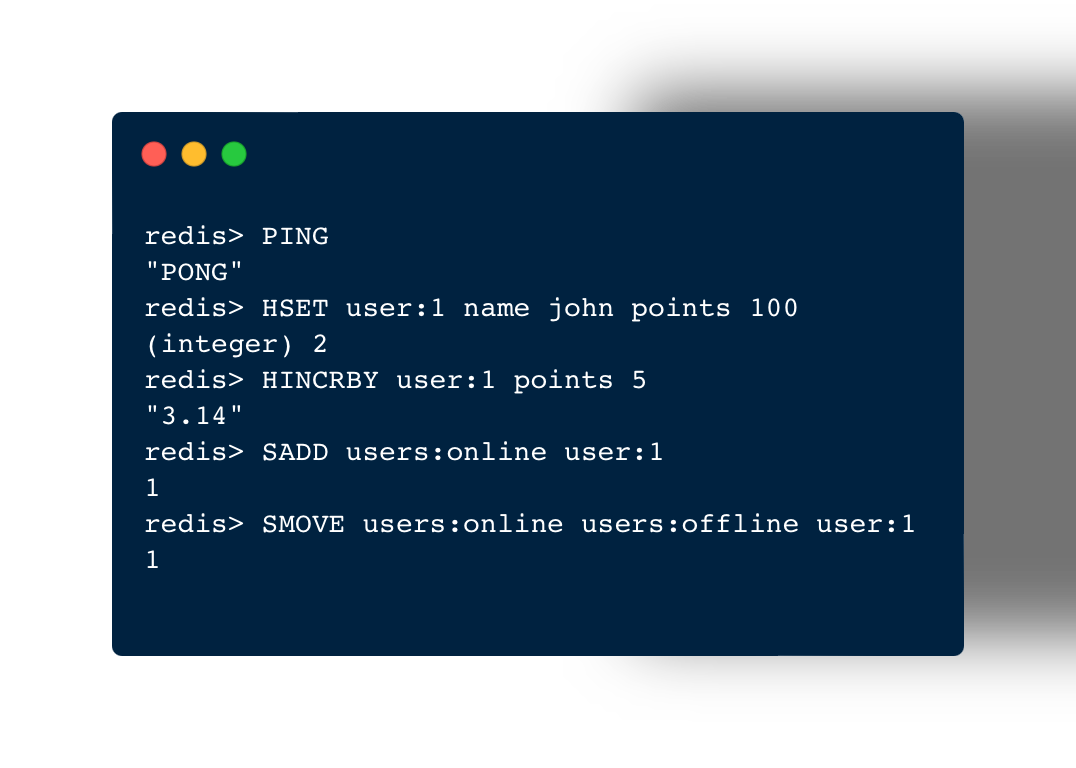 redis> PING
"PONG"
redis> HSET user:1 name john points 100
(integer) 2
redis> HINCRBY user:1 points 5
"3.14"
redis> SADD users:online user:1
1
redis> SMOVE users:online users:offline user:1
1